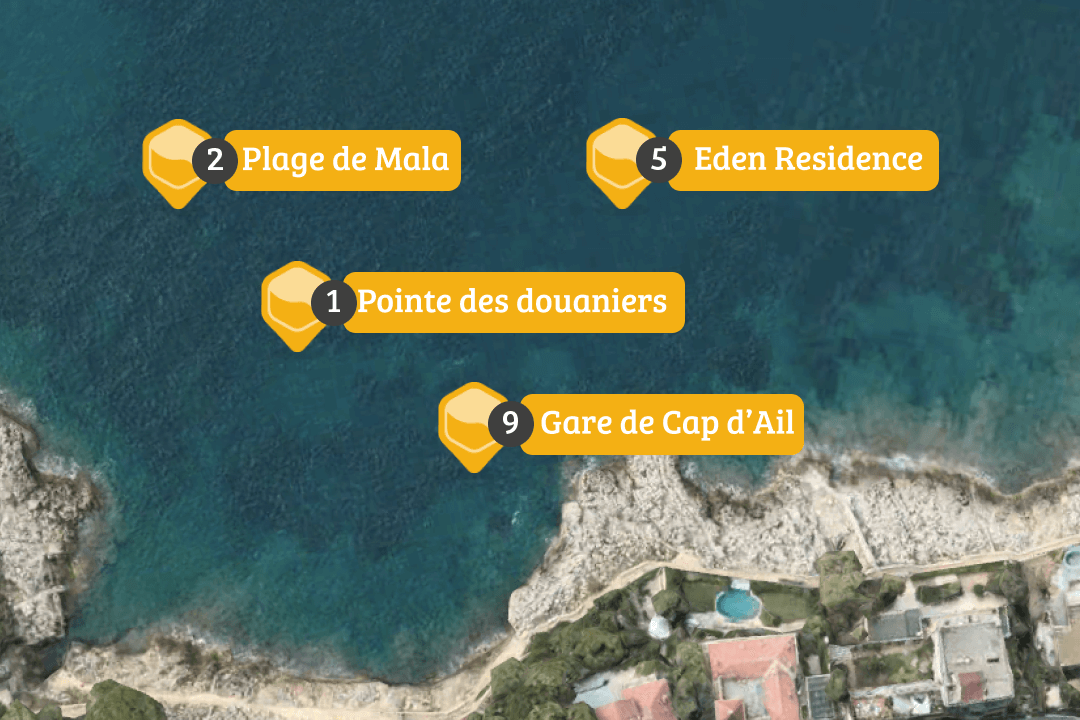 2 Plage de Mala
5 Eden Residence
1 Pointe des douaniers
9 Gare de Cap d’Ail